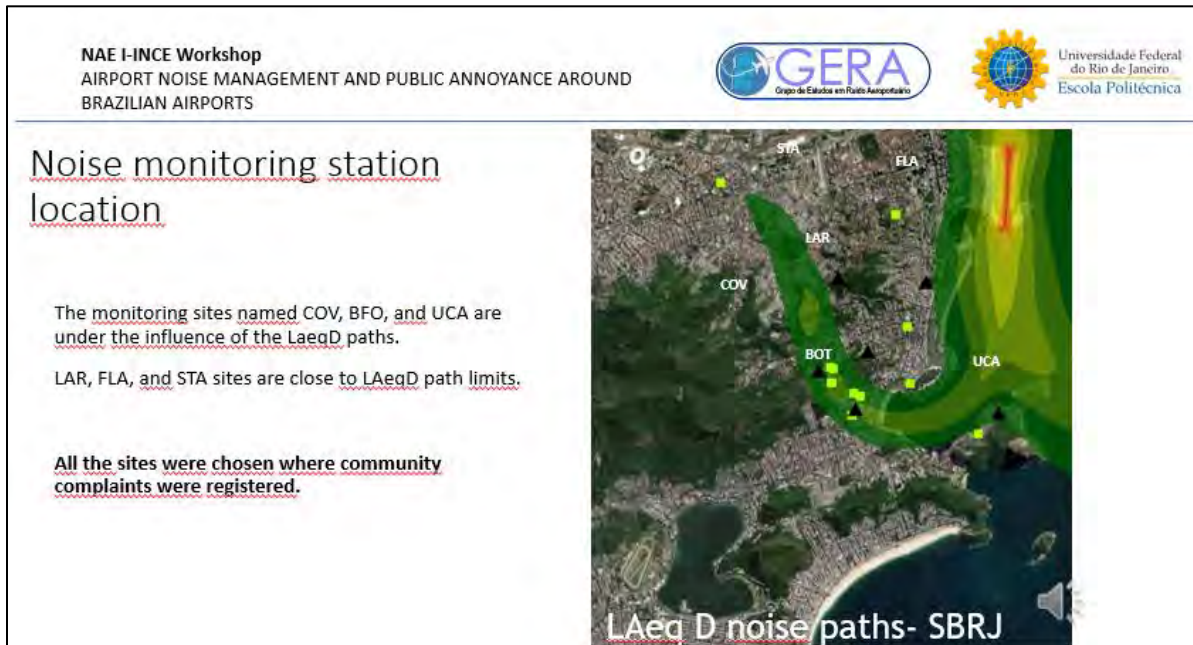 NAE I-INCE Workshop
AIRPORT NOISE MANAGEMENT AND PUBLIC ANNOYANCE AROUND
BRAZILIAN AIRPORTS
GERA
Grupo de Estudos em Ruído Aeroportuário
Universidade Federal
do Rio de Janeiro
Escola Politécnica
Noise monitoring station
location
The monitoring sites named COV, BFO, and UCA are
under the influence of the LaeqD paths.
LAR, FLA, and STA sites are close to LAeqD path limits.
All the sites were chosen where community
complaints were registered.
STA
FLA
LAR
COV
BOT
UCA
LAeq D noise paths- SBRJ